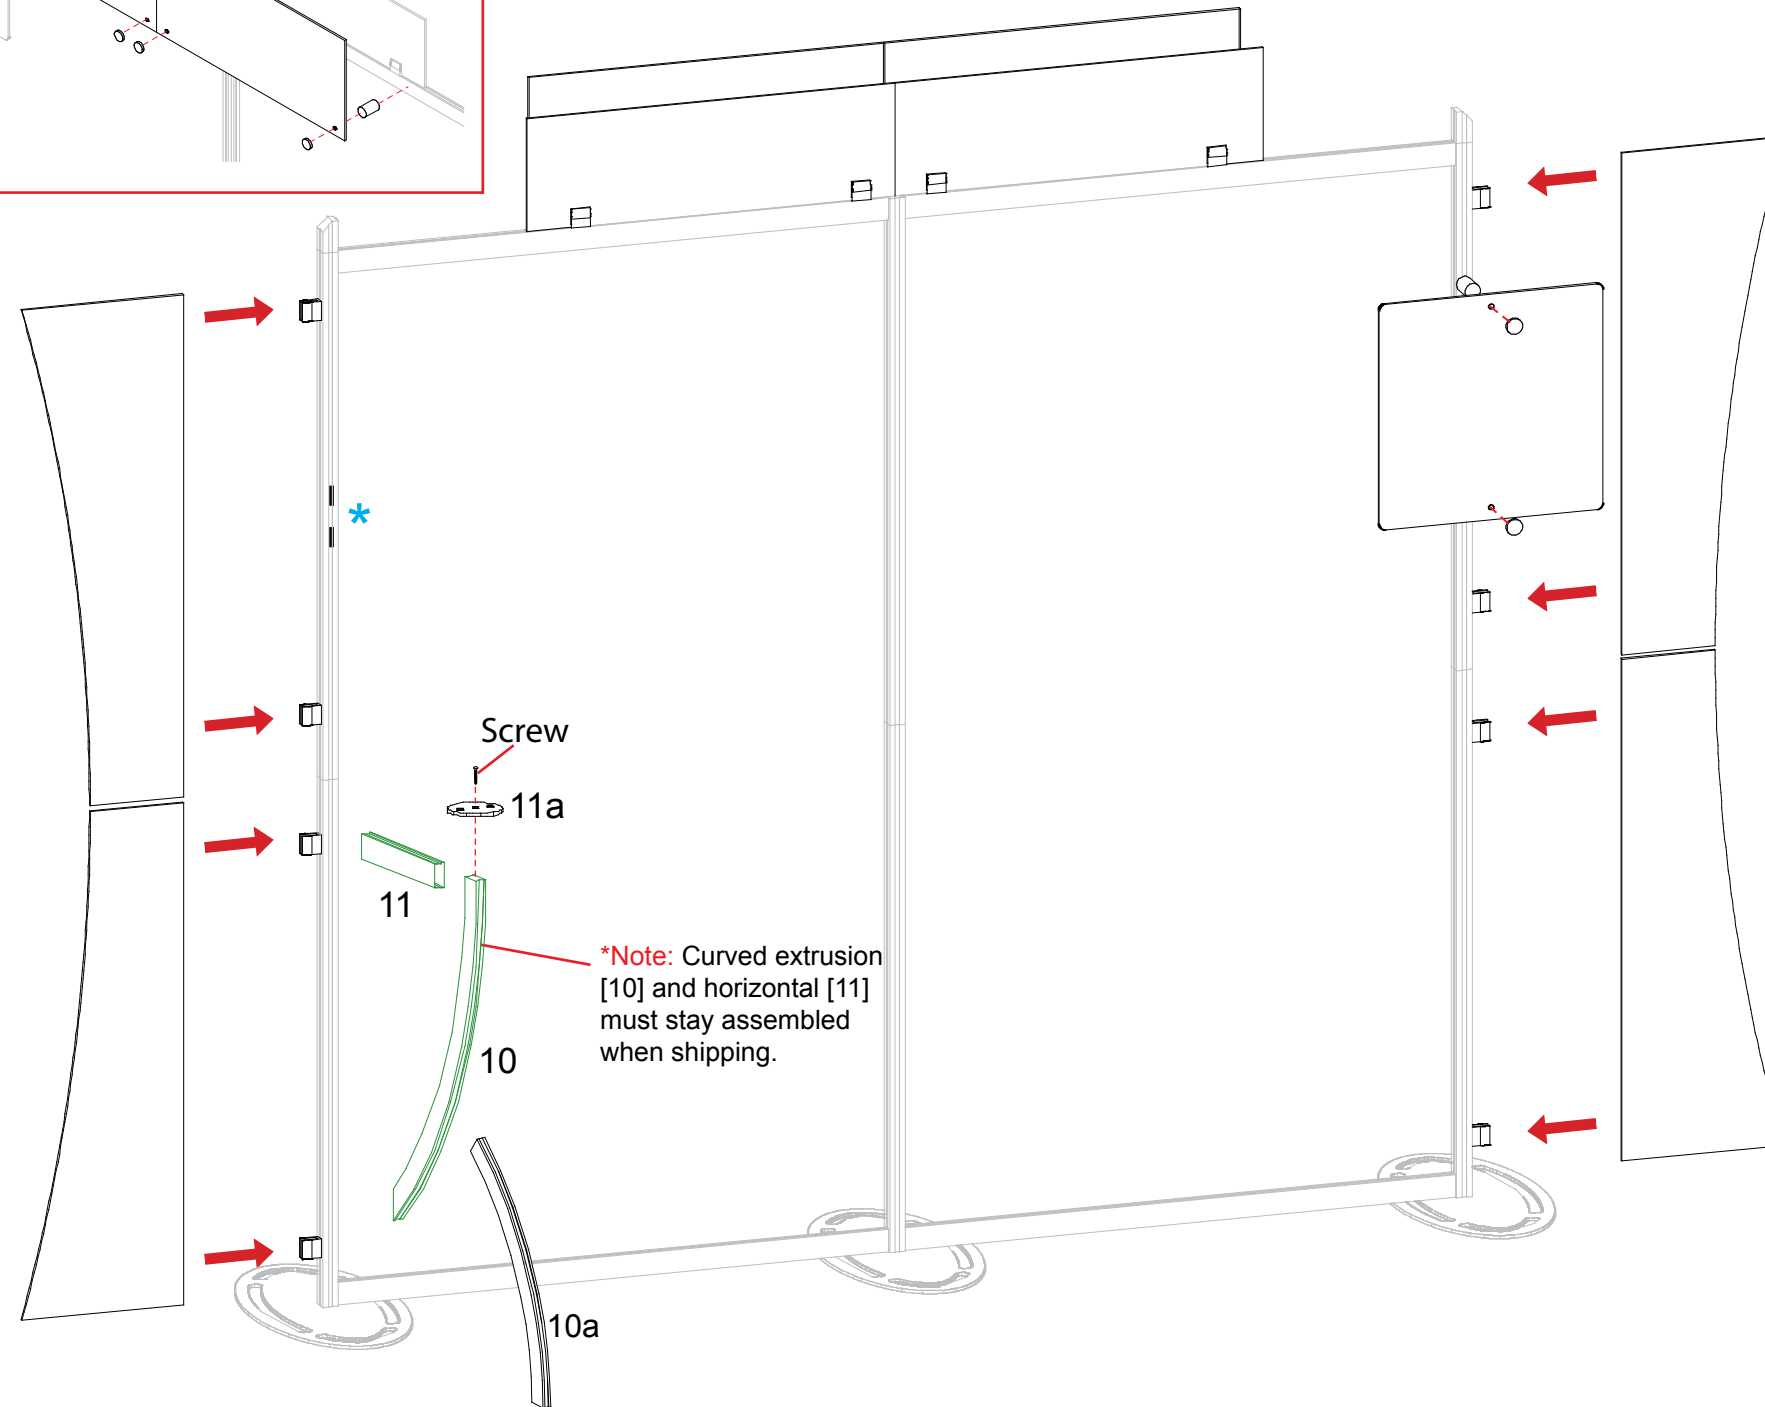 *
Screw
11a
11
*Note: Curved extrusion
[10] and horizontal [11]
must stay assembled
when shipping.
10
10a